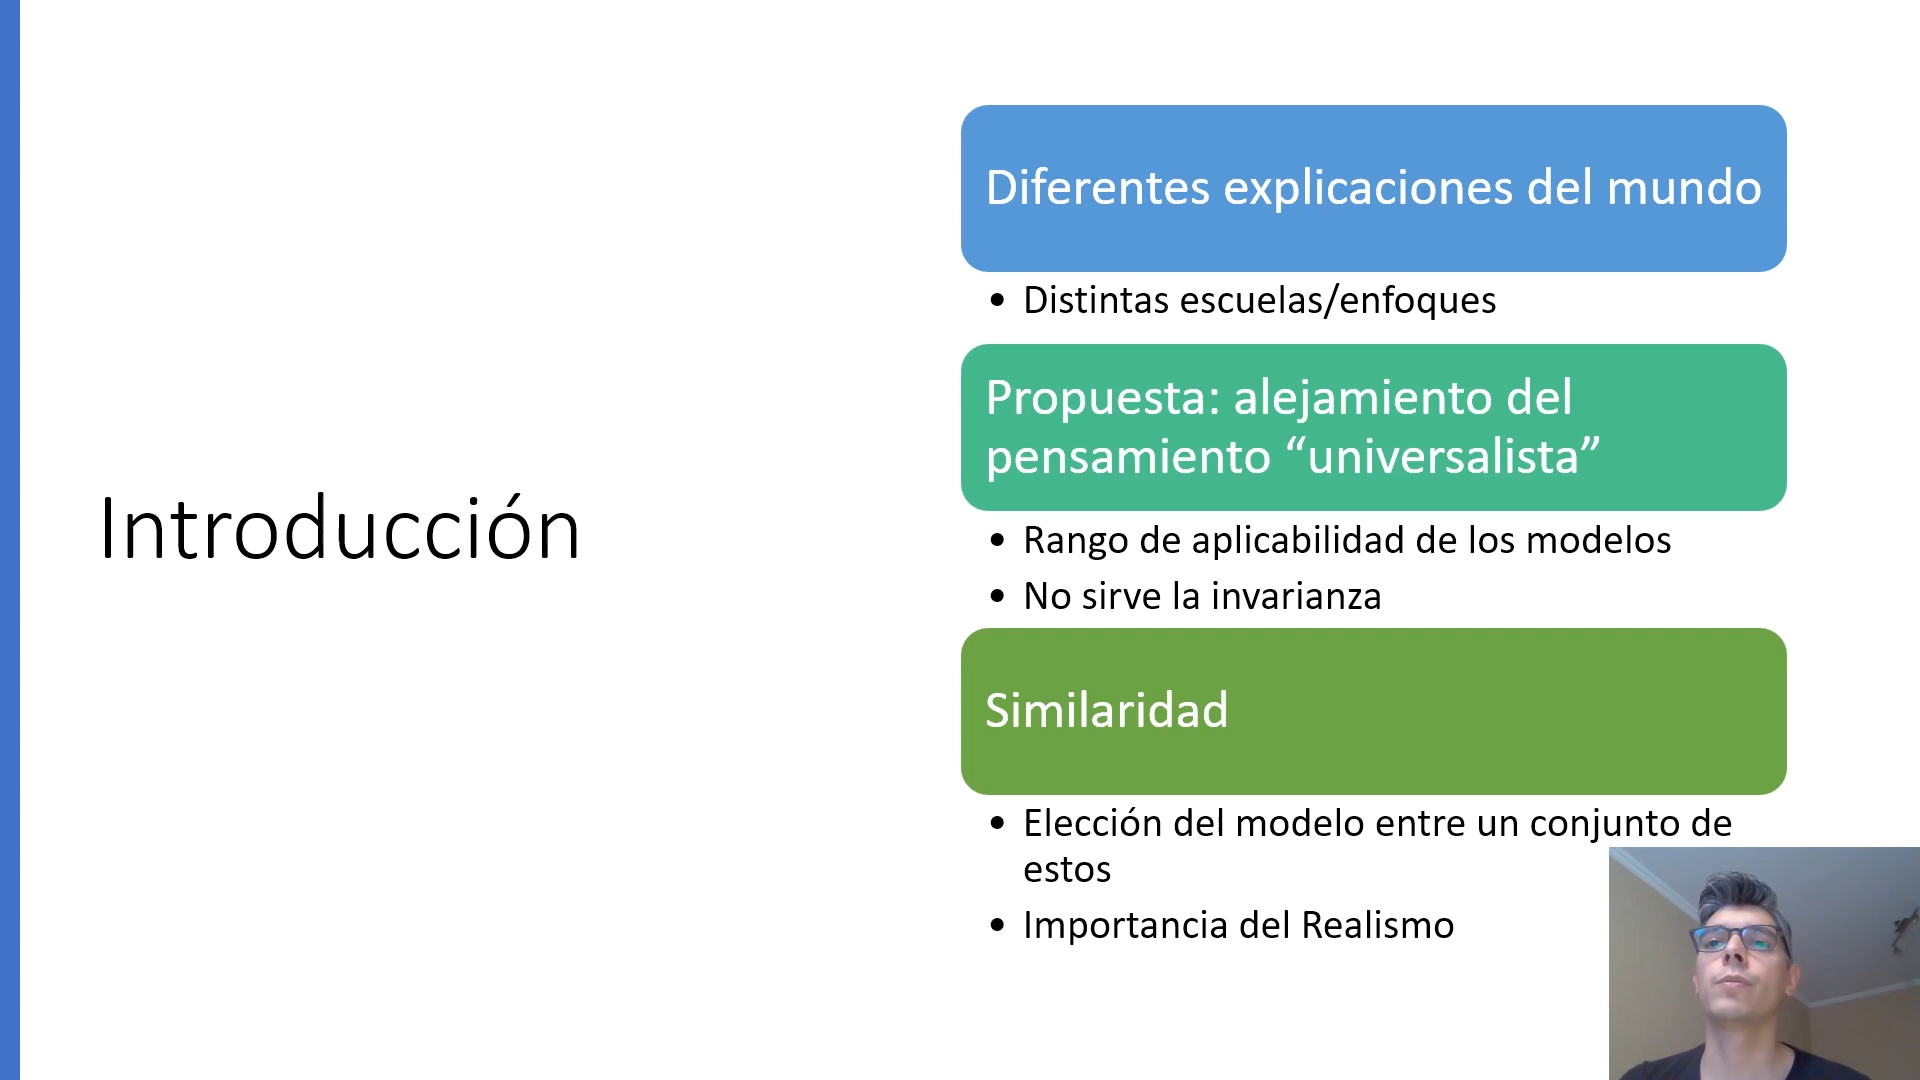 Introducción
Diferentes explicaciones del mundo
• Distintas escuelas/enfoques
Propuesta: alejamiento del
pensamiento “universalista”
• Rango de aplicabilidad de los modelos
• No sirve la invarianza
Similaridad
• Elección del modelo entre un conjunto de
estos
• Importancia del Realismo